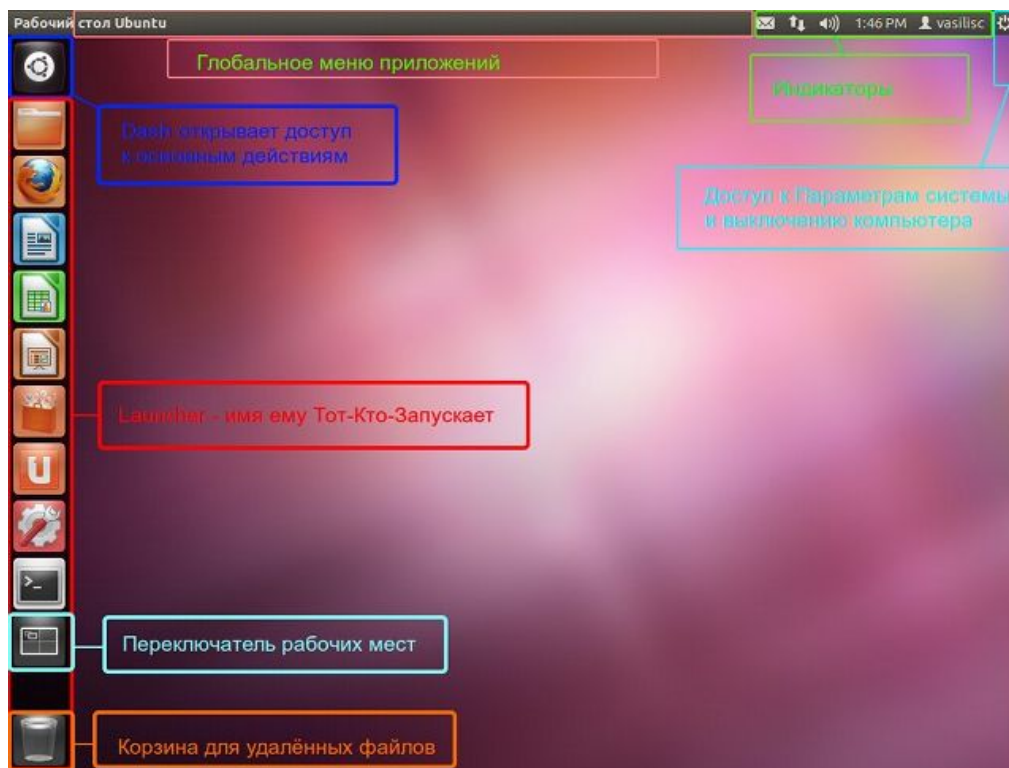 Рабочий стол Ubuntu
1:46 PM vasilisc
Глобальное меню приложений
Индикаторы
Dash открывает доступ
к основным действиям
Доступ к Параметрам системы
и выключению компьютера
Launcher - имя ему Тот-Кто-Запускает
U
>_
Переключатель рабочих мест
Корзина для удалённых файлов